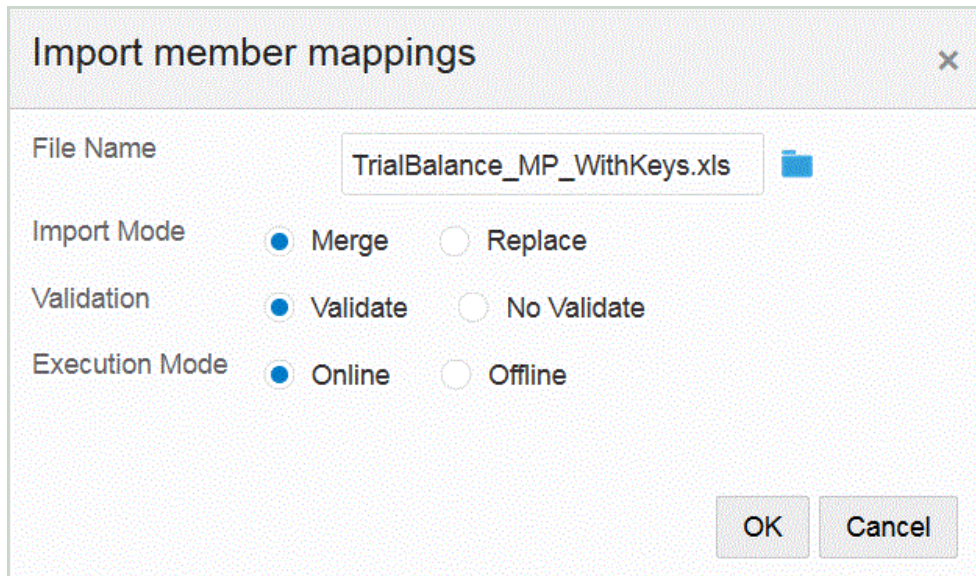 Import member mappings
File Name TrialBalance_MP_WithKeys.xls
Import Mode Merge Replace
Validation Validate No Validate
Execution Mode Online Offline
OK Cancel